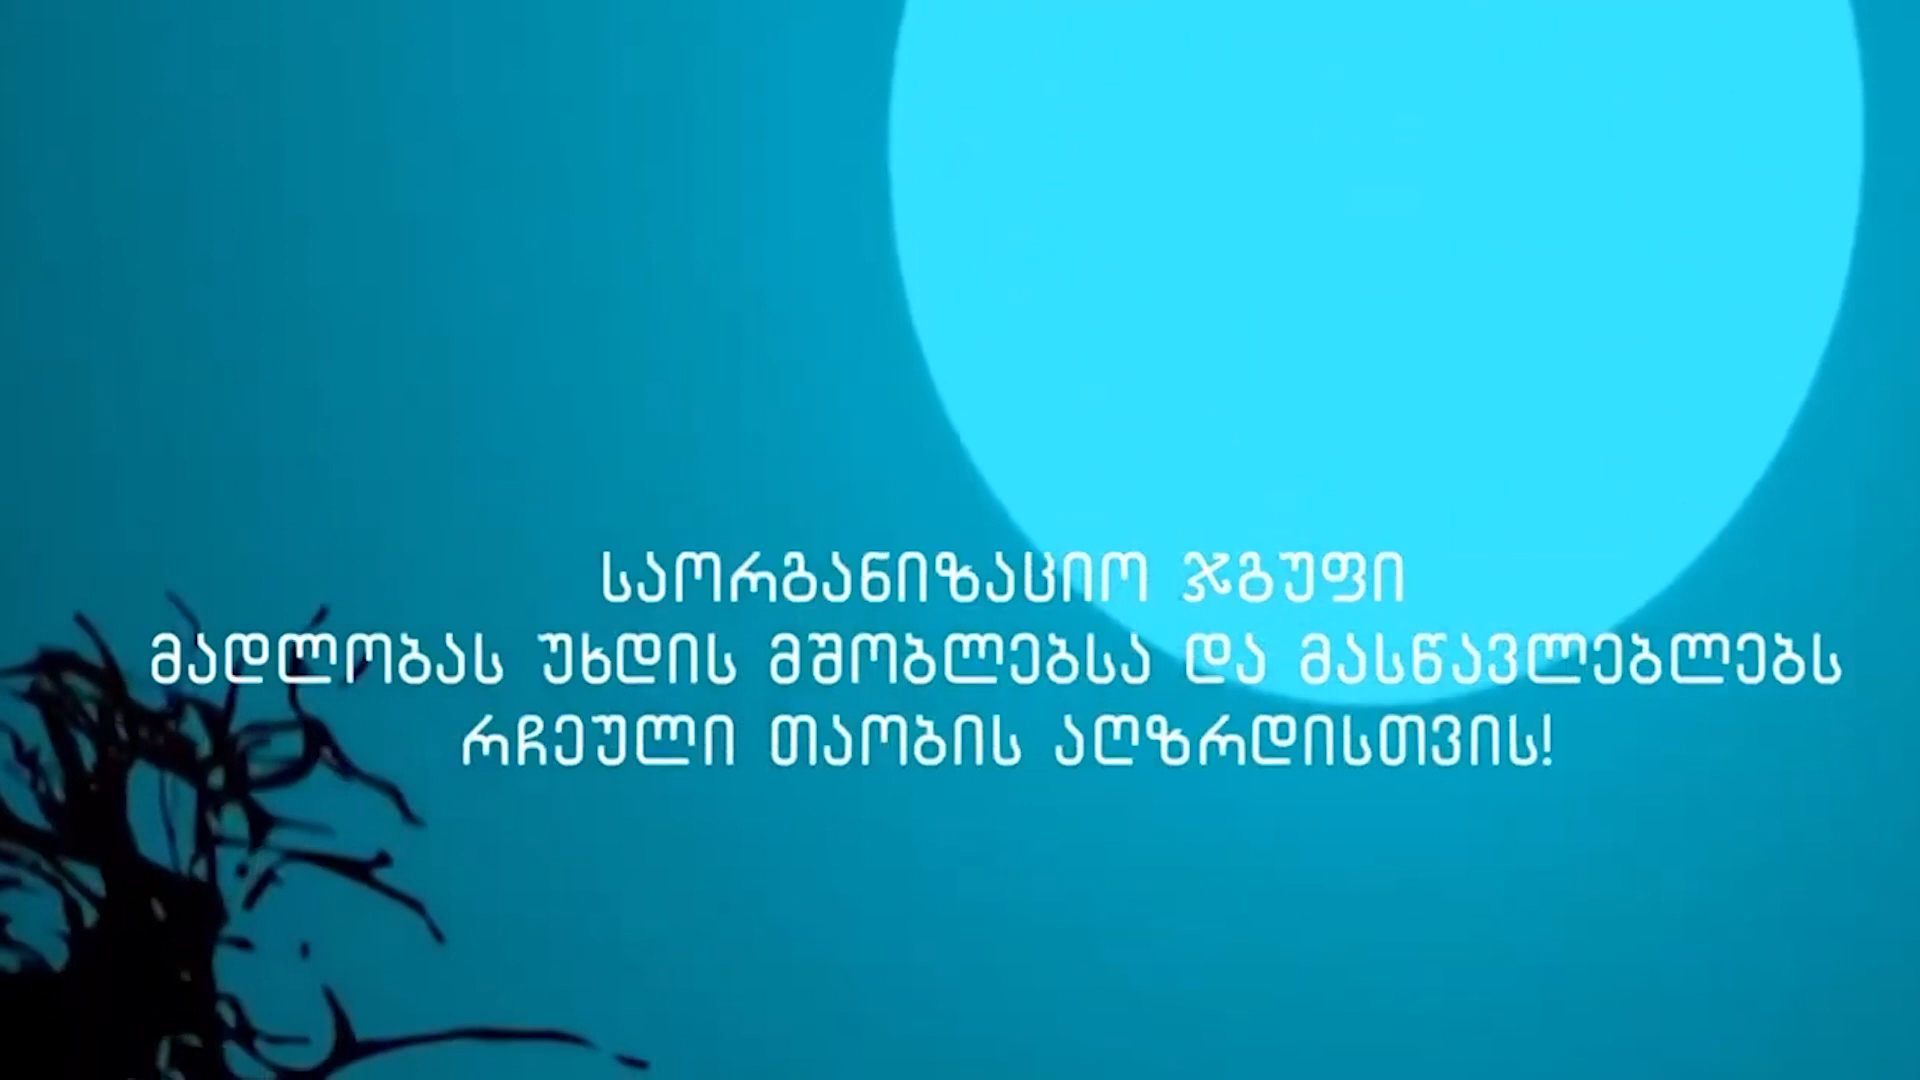 საორგანიზაციო ჯგუფი
მადლობას უხდის მშობლებსა და მასწავლებლებს
რჩეული თაობის აღზრდისთვის!